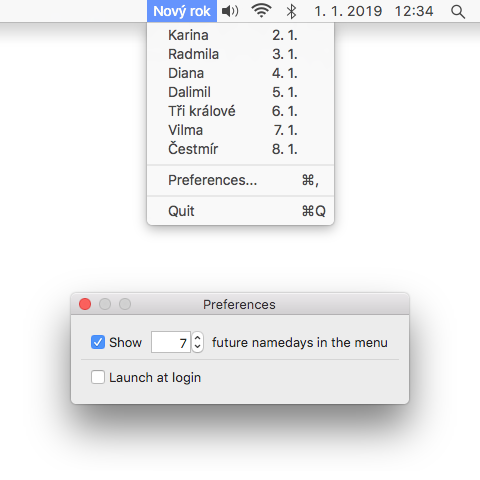 Nový rok 1. 1. 2019 12:34
Karina 2. 1.
Radmila 3. 1.
Diana 4. 1.
Dalimil 5. 1.
Tři králové 6. 1.
Vilma 7. 1.
Čestmír 8. 1.
Preferences... ⌘,
Quit ⌘Q
Preferences
Show 7 future namedays in the menu
Launch at login